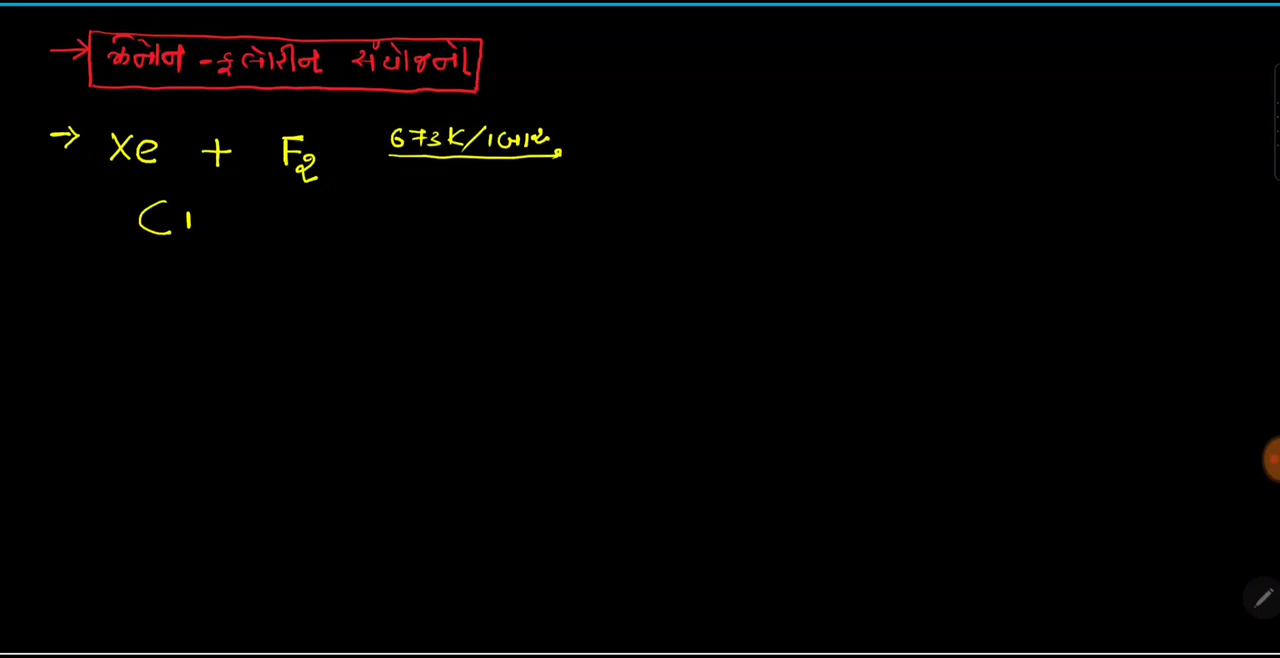 → ઝેનોન - ફ્લોરીન સંયોજનો
→ Xe + F₂ 673K/1બાર
(1